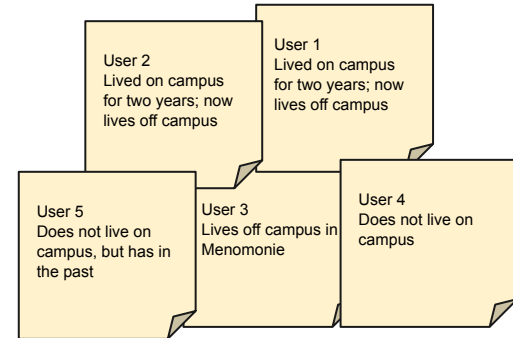 User 2
Lived on campus
for two years; now
lives off campus
User 1
Lived on campus
for two years; now
lives off campus
User 5
Does not live on
campus, but has in
the past
User 3
Lives off campus in
Menomonie
User 4
Does not live on
campus